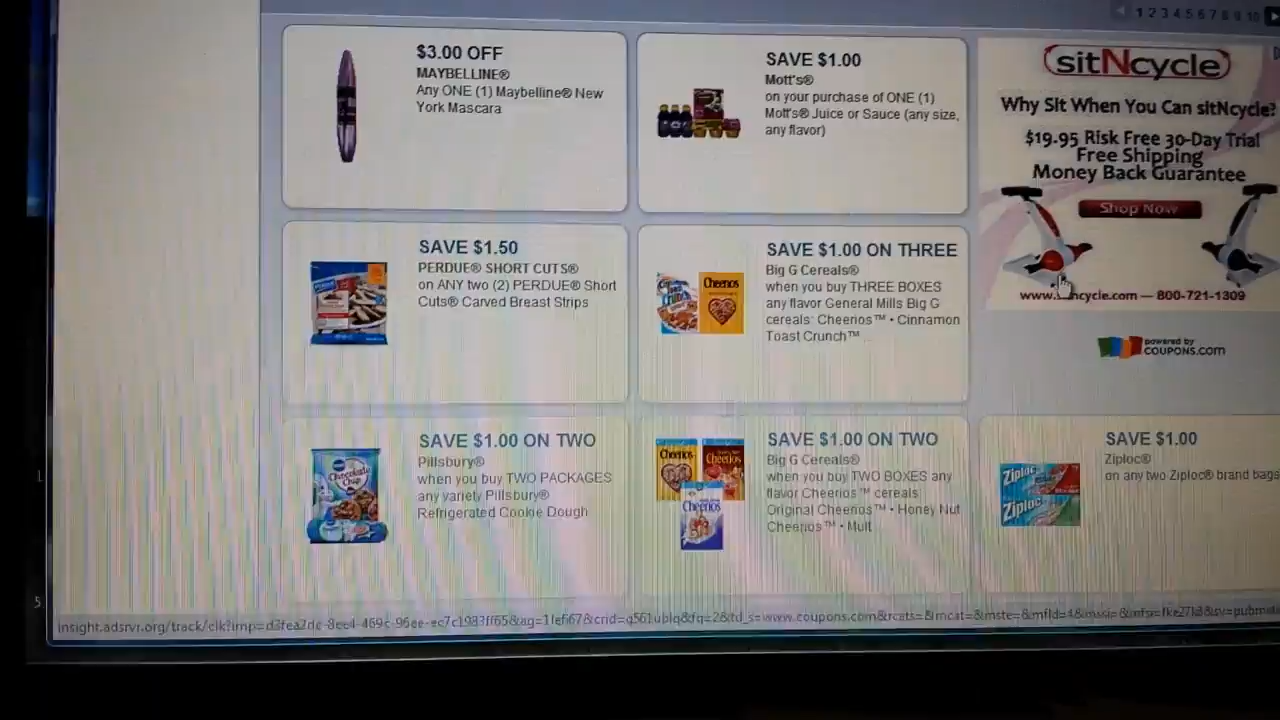 1 2 3 4 5 6 7 8 9 10
$3.00 OFF
MAYBELLINE®
Any ONE (1) Maybelline® New
York Mascara
SAVE $1.00
Mott's®
on your purchase of ONE (1)
Mott's® Juice or Sauce (any size,
any flavor)
sitNcycle
Why Sit When You Can sitNcycle?
$19.95 Risk Free 30-Day Trial
Free Shipping
Money Back Guarantee
Shop Now
800-721-1309
SAVE $1.50
PERDUE® SHORT CUTS®
on ANY two (2) PERDUE® Short
Cuts® Carved Breast Strips
SAVE $1.00 ON THREE
Big G Cereals®
when you buy THREE BOXES
any flavor General Mills Big G
cereals: Cheerios™ • Cinnamon
Toast Crunch™
Cheerios
powered by
COUPONS.com
SAVE $1.00 ON TWO
Pillsbury®
when you buy TWO PACKAGES
any variety Pillsbury®
Refrigerated Cookie Dough
Chocolate
Chip
SAVE $1.00 ON TWO
Big G Cereals®
when you buy TWO BOXES any
flavor Cheerios™ cereals:
Original Cheerios™ • Honey Nut
Cheerios™ • Mult
Cheerios
Cheerios
Cheerios
SAVE $1.00
Ziploc®
on any two Ziploc® brand bags
Ziploc
Ziploc